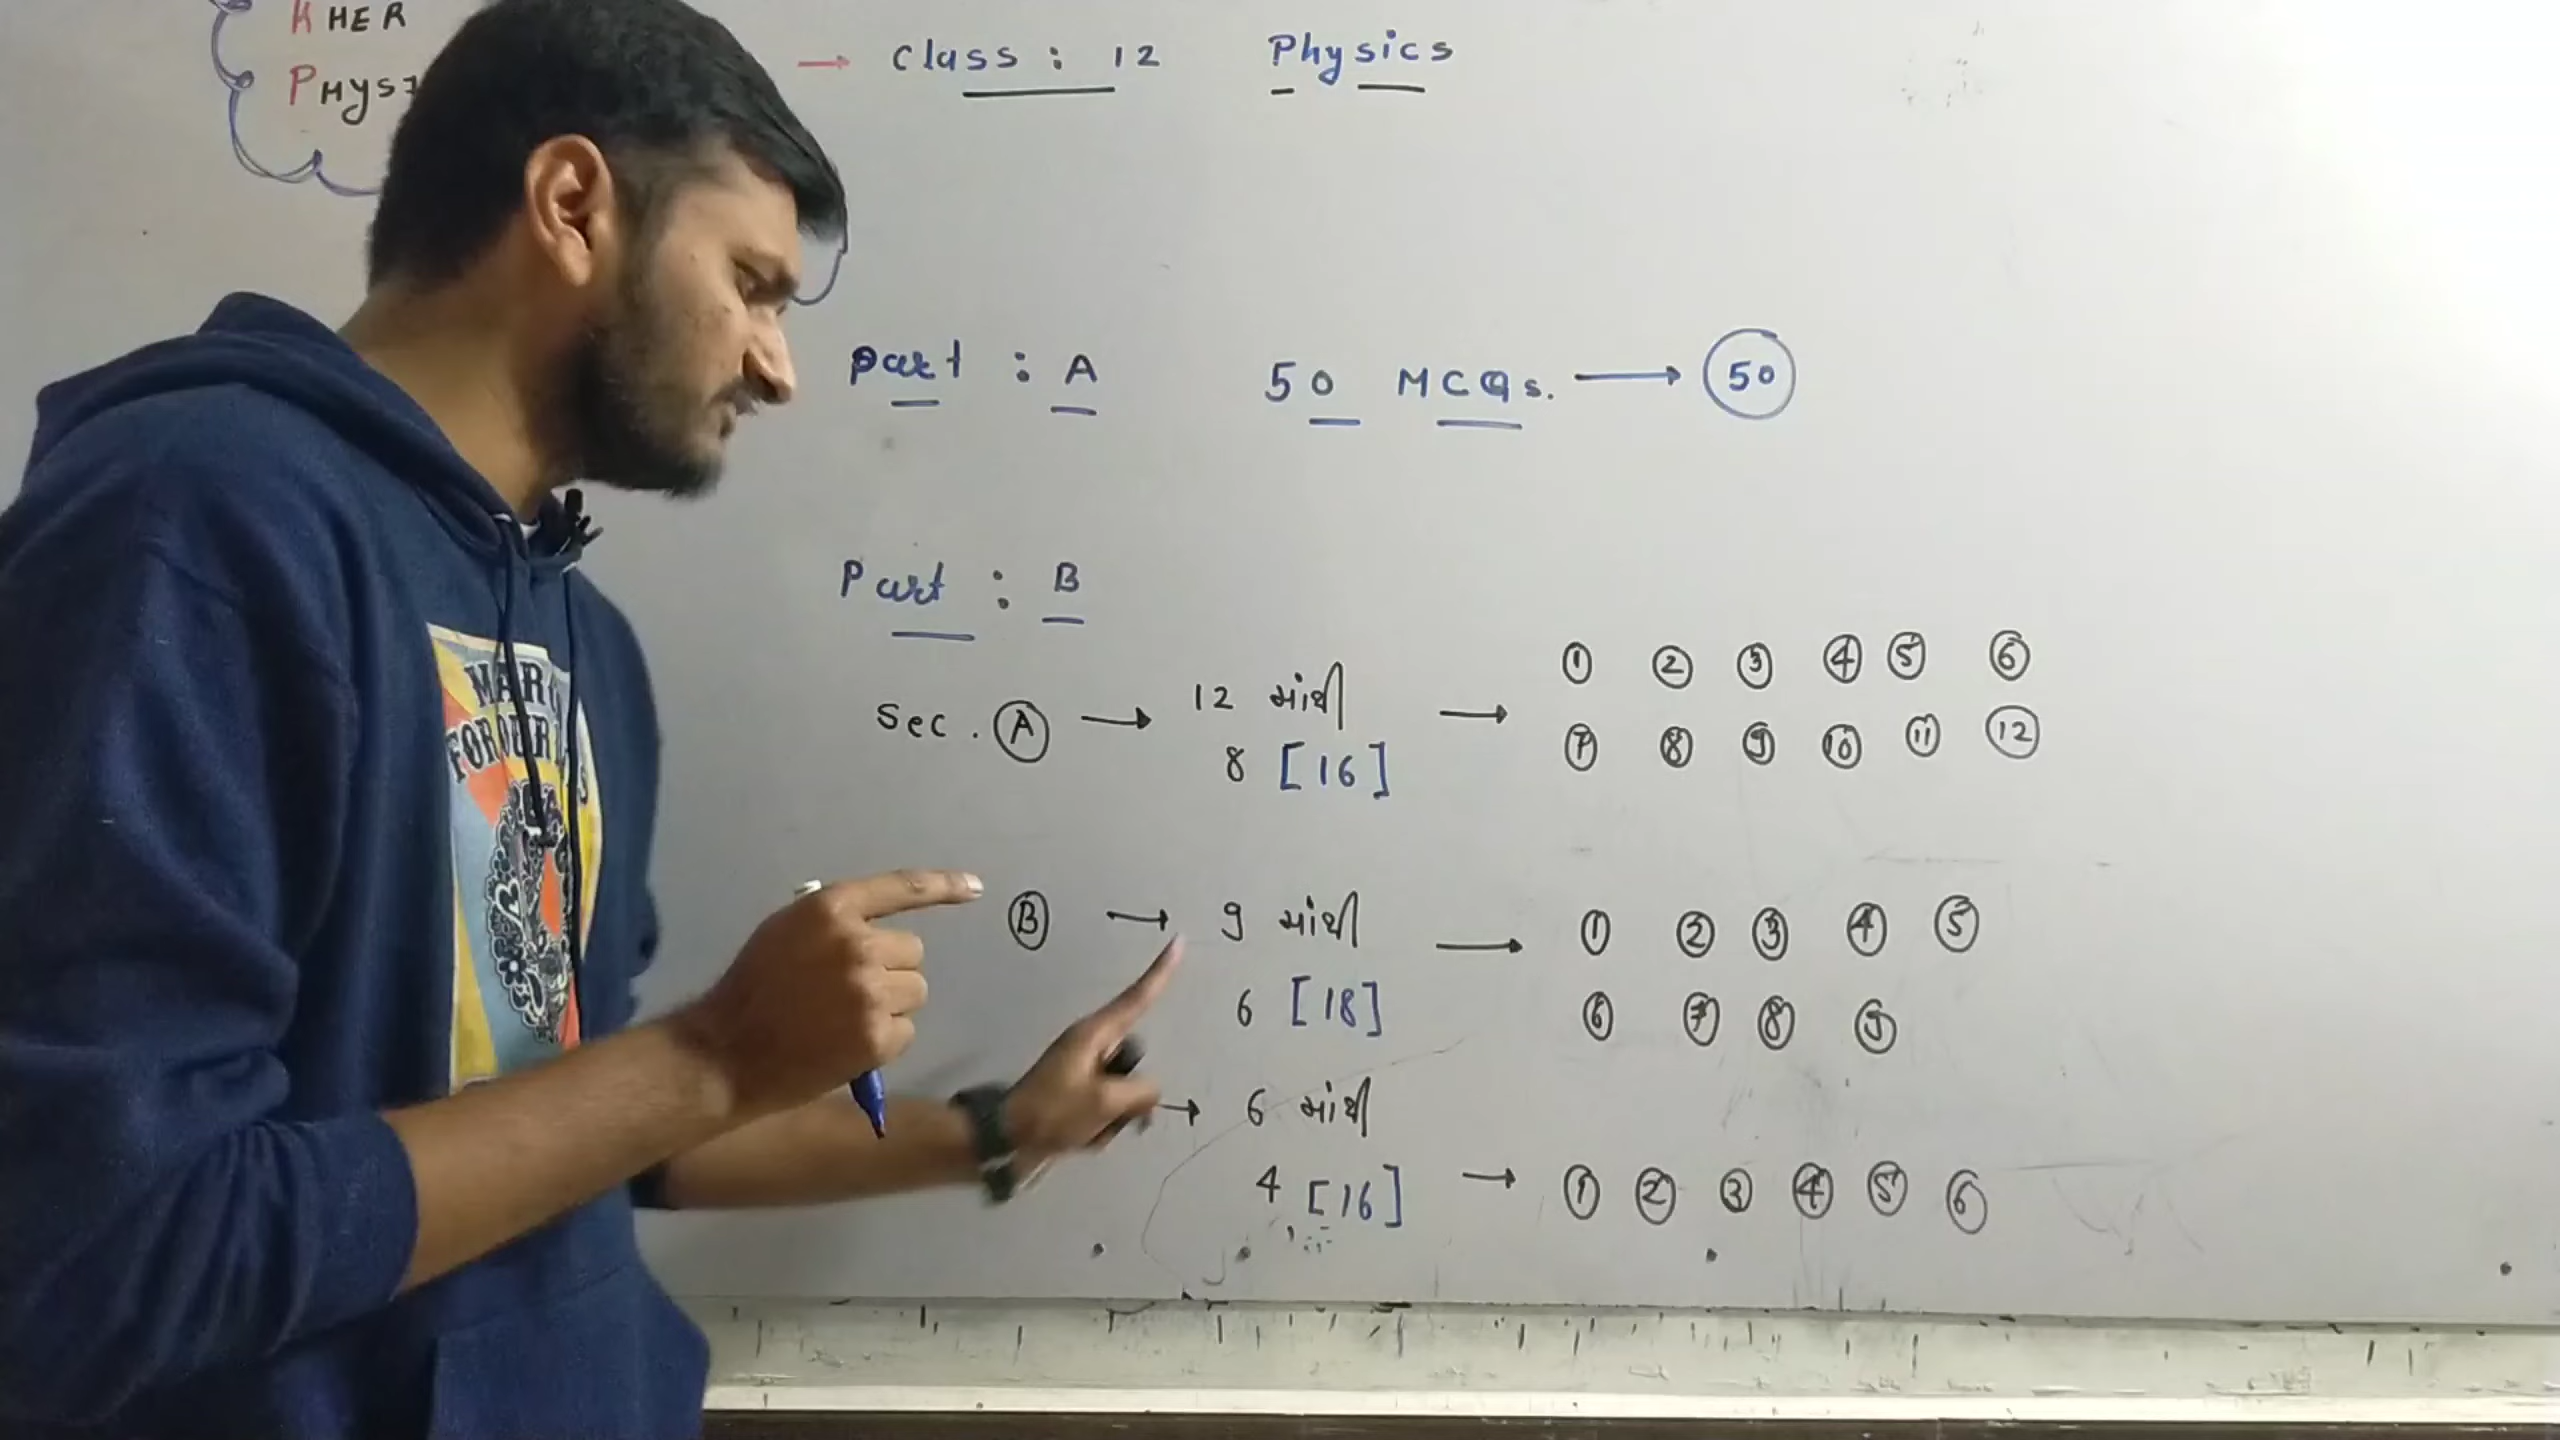 KHER
PHYSI
→ Class : 12 Physics
Part : A 50 MCQs. → 50
Part : B
Sec. A → 12 માંથી → 1 2 3 4 5 6
8 [16] 7 8 9 10 11 12
B → 9 માંથી → 1 2 3 4 5
6 [18] 6 7 8 9
→ 6 માંથી
4 [16] → 1 2 3 4 5 6